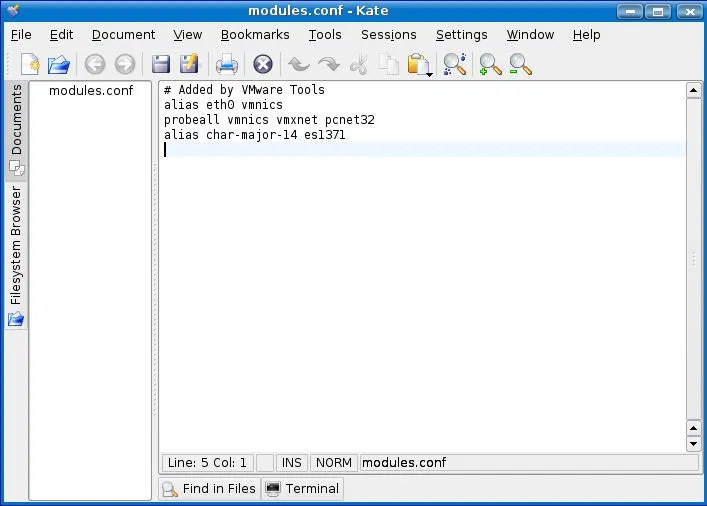 modules.conf - Kate
File Edit Document View Bookmarks Tools Sessions Settings Window Help
Documents
Filesystem Browser
modules.conf
# Added by VMware Tools
alias eth0 vmnics
probeall vmnics vmxnet pcnet32
alias char-major-14 es1371
Line: 5 Col: 1 INS NORM modules.conf
Find in Files Terminal